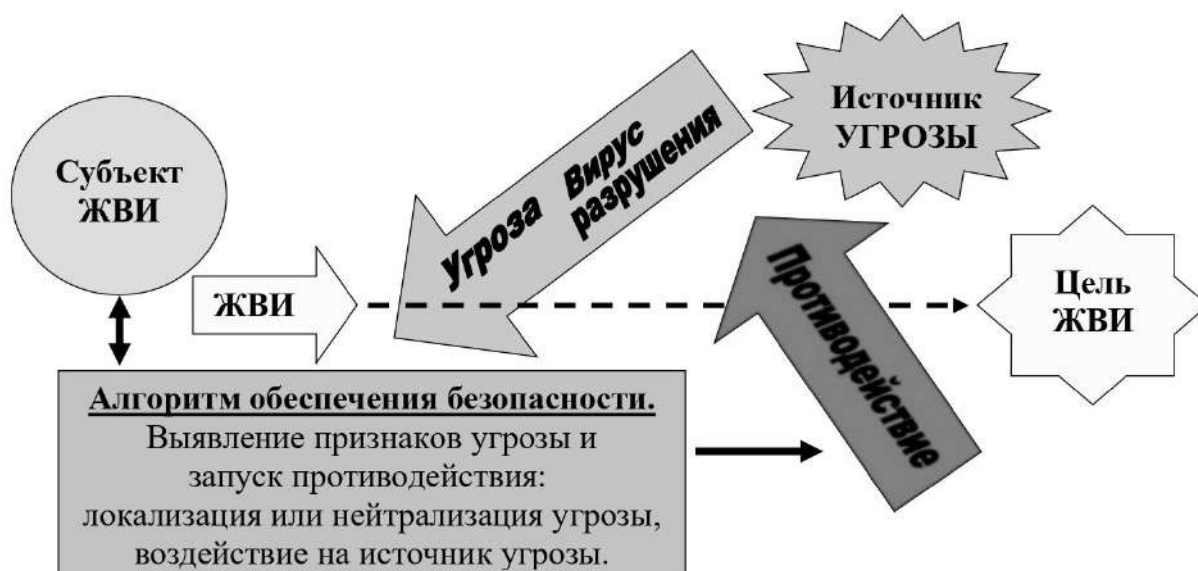 Источник
УГРОЗЫ
Субъект
ЖВИ
Угроза Вирус
разрушения
ЖВИ
Противодействие
Цель
ЖВИ
Алгоритм обеспечения безопасности.
Выявление признаков угрозы и
запуск противодействия:
локализация или нейтрализация угрозы,
воздействие на источник угрозы.